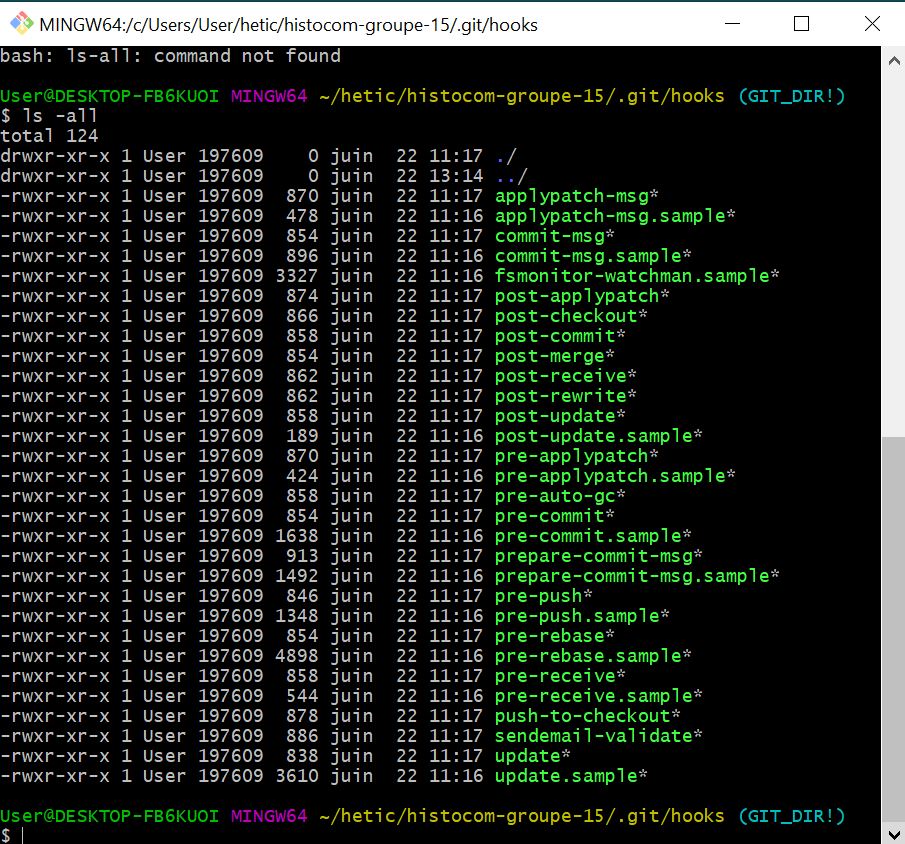 MINGW64:/c/Users/User/hetic/histocom-groupe-15/.git/hooks
bash: ls-all: command not found
User@DESKTOP-FB6KUOI MINGW64 ~/hetic/histocom-groupe-15/.git/hooks (GIT_DIR!)
$ ls -all
total 124
drwxr-xr-x 1 User 197609    0 juin  22 11:17 ./
drwxr-xr-x 1 User 197609    0 juin  22 13:14 ../
-rwxr-xr-x 1 User 197609  870 juin  22 11:17 applypatch-msg*
-rwxr-xr-x 1 User 197609  478 juin  22 11:16 applypatch-msg.sample*
-rwxr-xr-x 1 User 197609  854 juin  22 11:17 commit-msg*
-rwxr-xr-x 1 User 197609  896 juin  22 11:16 commit-msg.sample*
-rwxr-xr-x 1 User 197609 3327 juin  22 11:16 fsmonitor-watchman.sample*
-rwxr-xr-x 1 User 197609  874 juin  22 11:17 post-applypatch*
-rwxr-xr-x 1 User 197609  866 juin  22 11:17 post-checkout*
-rwxr-xr-x 1 User 197609  858 juin  22 11:17 post-commit*
-rwxr-xr-x 1 User 197609  854 juin  22 11:17 post-merge*
-rwxr-xr-x 1 User 197609  862 juin  22 11:17 post-receive*
-rwxr-xr-x 1 User 197609  862 juin  22 11:17 post-rewrite*
-rwxr-xr-x 1 User 197609  858 juin  22 11:17 post-update*
-rwxr-xr-x 1 User 197609  189 juin  22 11:16 post-update.sample*
-rwxr-xr-x 1 User 197609  870 juin  22 11:17 pre-applypatch*
-rwxr-xr-x 1 User 197609  424 juin  22 11:16 pre-applypatch.sample*
-rwxr-xr-x 1 User 197609  858 juin  22 11:17 pre-auto-gc*
-rwxr-xr-x 1 User 197609  854 juin  22 11:17 pre-commit*
-rwxr-xr-x 1 User 197609 1638 juin  22 11:16 pre-commit.sample*
-rwxr-xr-x 1 User 197609  913 juin  22 11:17 prepare-commit-msg*
-rwxr-xr-x 1 User 197609 1492 juin  22 11:16 prepare-commit-msg.sample*
-rwxr-xr-x 1 User 197609  846 juin  22 11:17 pre-push*
-rwxr-xr-x 1 User 197609 1348 juin  22 11:16 pre-push.sample*
-rwxr-xr-x 1 User 197609  854 juin  22 11:17 pre-rebase*
-rwxr-xr-x 1 User 197609 4898 juin  22 11:16 pre-rebase.sample*
-rwxr-xr-x 1 User 197609  858 juin  22 11:17 pre-receive*
-rwxr-xr-x 1 User 197609  544 juin  22 11:16 pre-receive.sample*
-rwxr-xr-x 1 User 197609  878 juin  22 11:17 push-to-checkout*
-rwxr-xr-x 1 User 197609  886 juin  22 11:17 sendemail-validate*
-rwxr-xr-x 1 User 197609  838 juin  22 11:17 update*
-rwxr-xr-x 1 User 197609 3610 juin  22 11:16 update.sample*
User@DESKTOP-FB6KUOI MINGW64 ~/hetic/histocom-groupe-15/.git/hooks (GIT_DIR!)
$